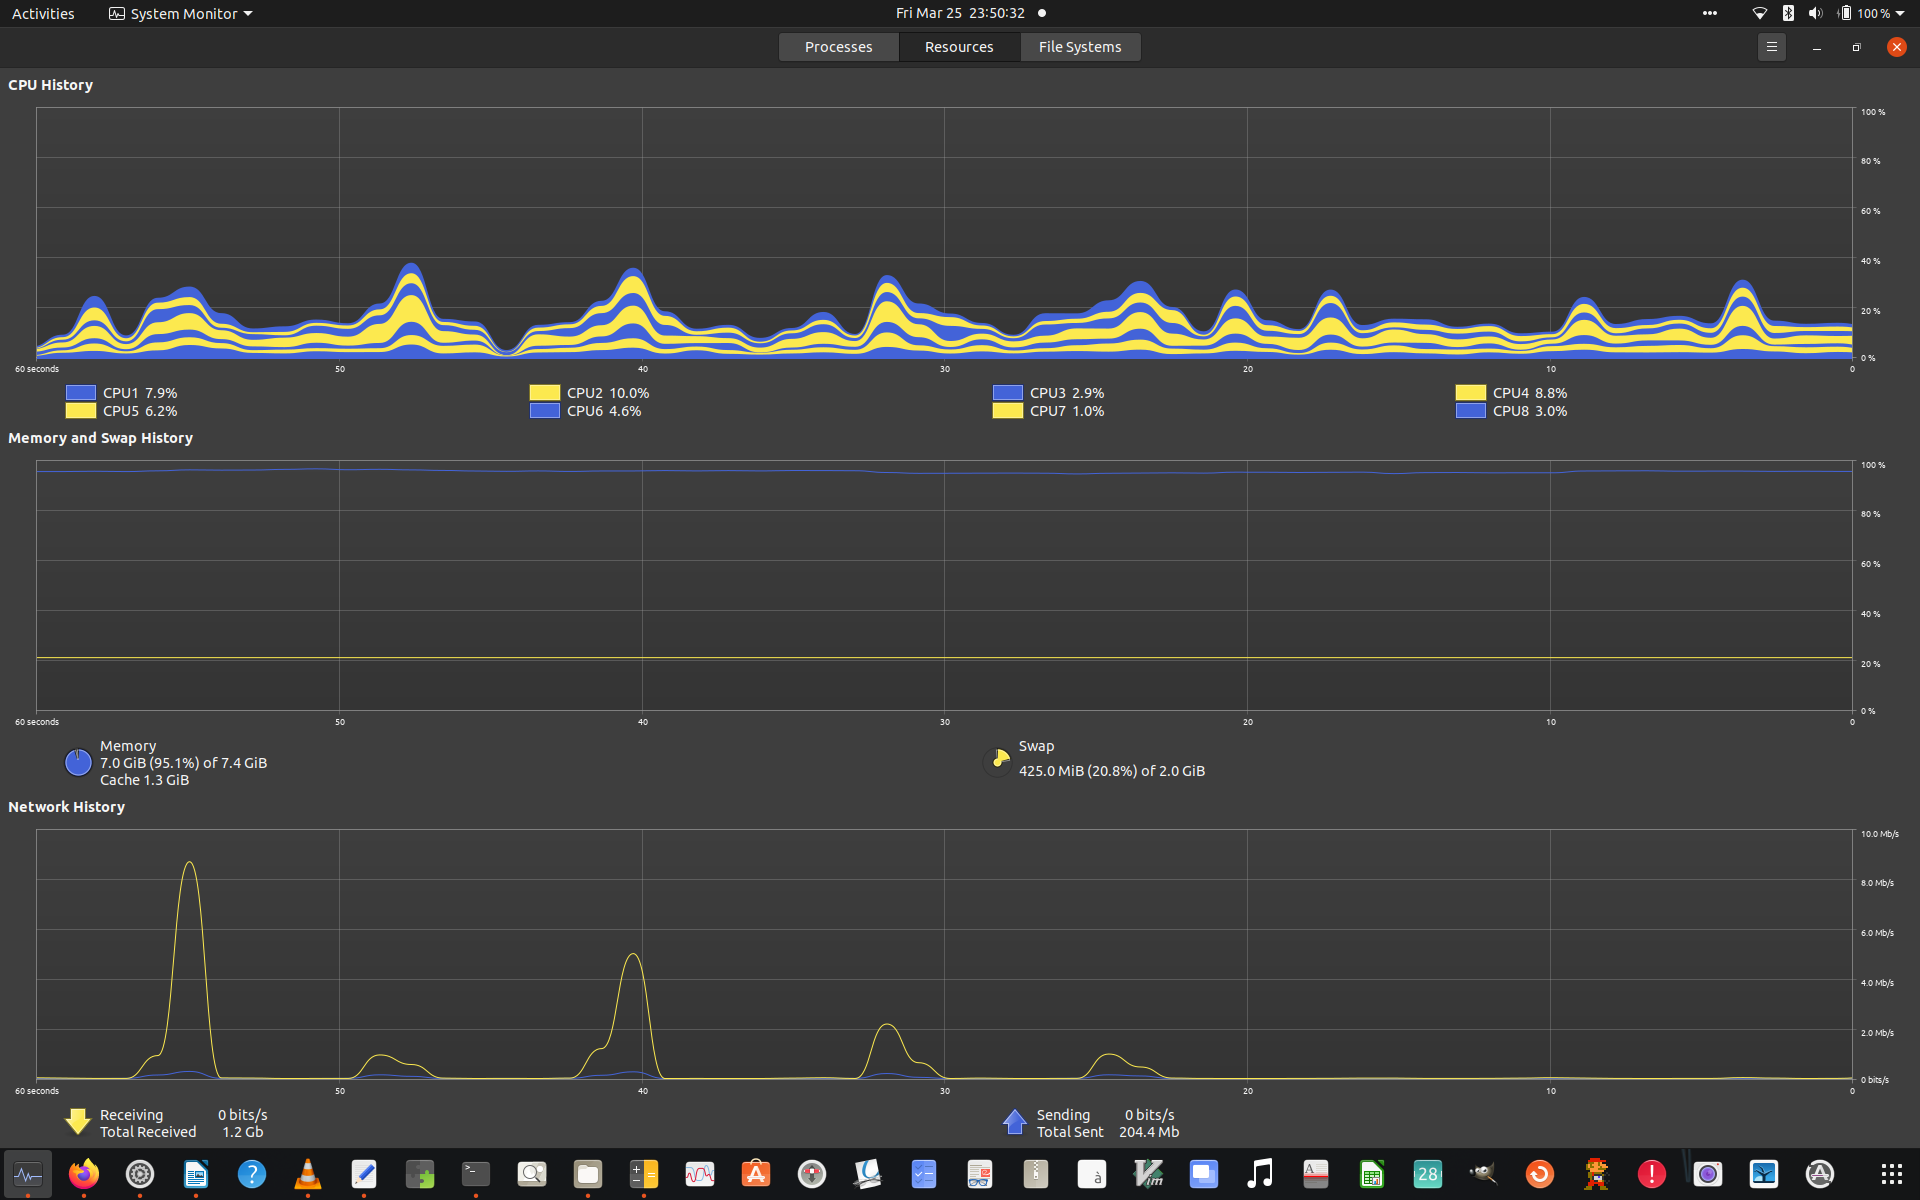 Activities System Monitor Fri Mar 25 23:50:32 100 %
Processes Resources File Systems
CPU History
100 %
80 %
60 %
40 %
20 %
0 %
60 seconds 50 40 30 20 10 0
CPU1 7.9% CPU2 10.0% CPU3 2.9% CPU4 8.8%
CPU5 6.2% CPU6 4.6% CPU7 1.0% CPU8 3.0%
Memory and Swap History
100 %
80 %
60 %
40 %
20 %
0 %
60 seconds 50 40 30 20 10 0
Memory
7.0 GiB (95.1%) of 7.4 GiB
Cache 1.3 GiB
Swap
425.0 MiB (20.8%) of 2.0 GiB
Network History
10.0 Mb/s
8.0 Mb/s
6.0 Mb/s
4.0 Mb/s
2.0 Mb/s
0 bits/s
60 seconds 50 40 30 20 10 0
Receiving 0 bits/s
Total Received 1.2 Gb
Sending 0 bits/s
Total Sent 204.4 Mb
? >_ à Vim A 28 !